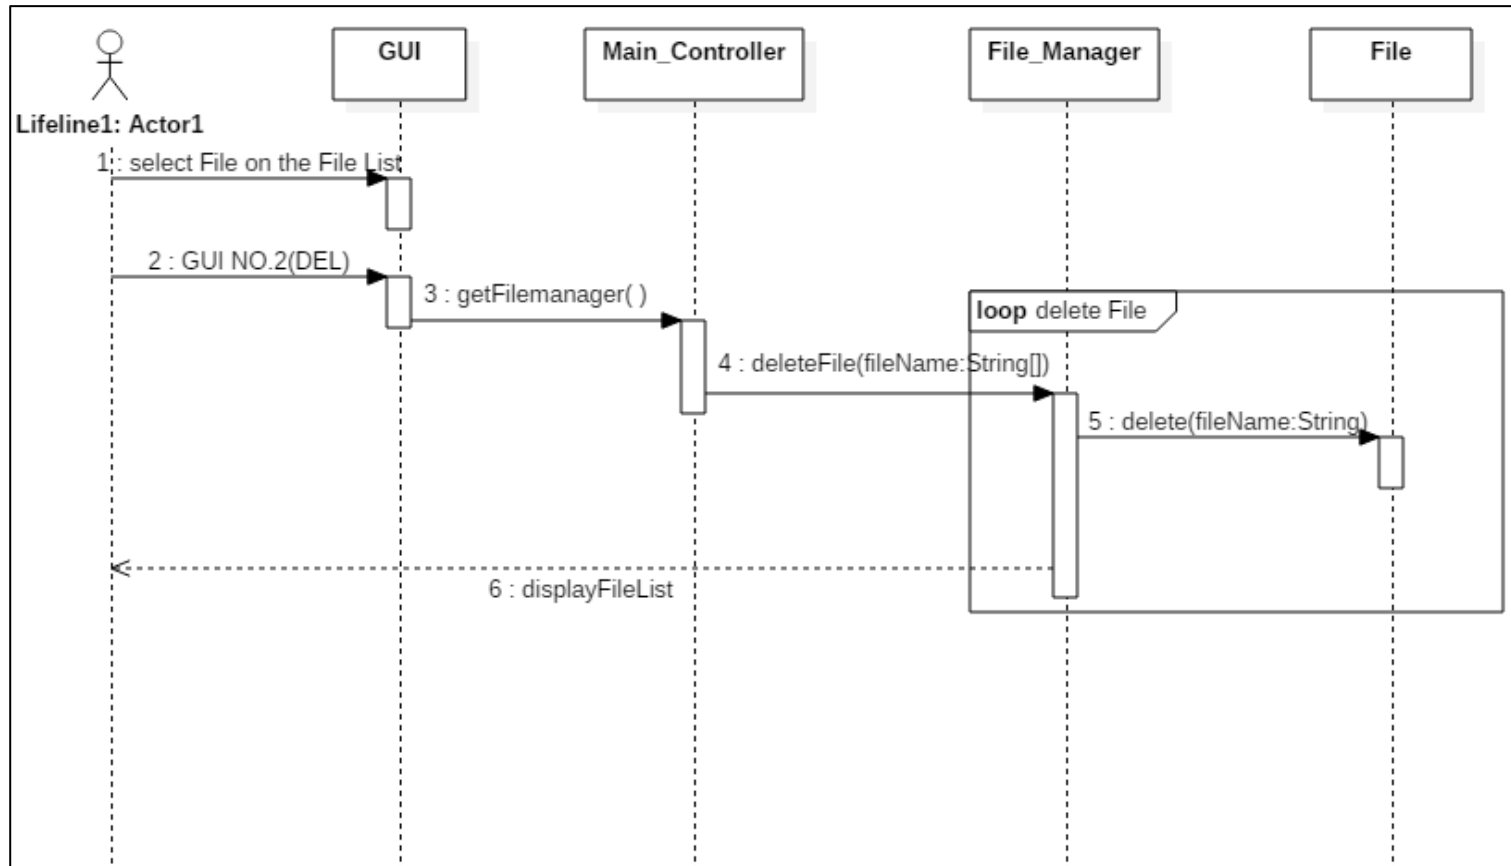 GUI
Main_Controller
File_Manager
File
Lifeline1: Actor1
1 : select File on the File List
2 : GUI NO.2(DEL)
3 : getFilemanager( )
loop delete File
4 : deleteFile(fileName:String[])
5 : delete(fileName:String)
6 : displayFileList